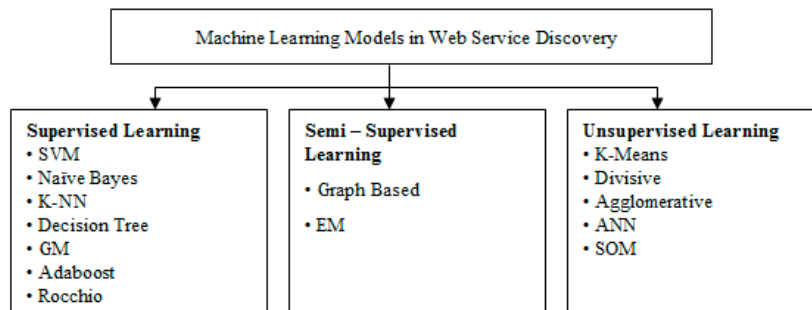 Machine Learning Models in Web Service Discovery
Supervised Learning
• SVM
• Naïve Bayes
• K-NN
• Decision Tree
• GM
• Adaboost
• Rocchio
Semi – Supervised
Learning
• Graph Based
• EM
Unsupervised Learning
• K-Means
• Divisive
• Agglomerative
• ANN
• SOM